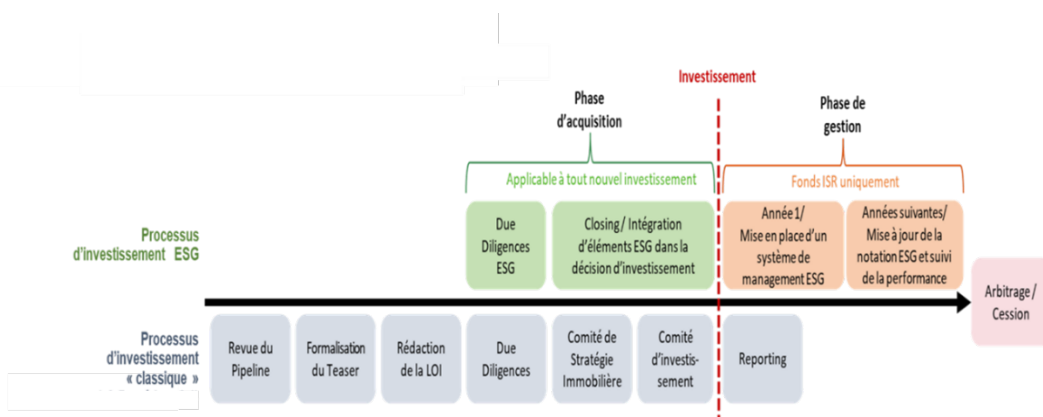 Investissement
Phase
d'acquisition
Phase de
gestion
Applicable à tout nouvel investissement
Fonds ISR uniquement
Processus
d'investissement ESG
Due
Diligences
ESG
Closing / Intégration
d'éléments ESG dans la
décision d'investissement
Année 1/
Mise en place d'un
système de
management ESG
Années suivantes/
Mise à jour de la
notation ESG et suivi
de la performance
Arbitrage /
Cession
Processus
d'investissement
« classique »
Revue du
Pipeline
Formalisation
du Teaser
Rédaction
de la LOI
Due
Diligences
Comité de
Stratégie
Immobilière
Comité
d'investis-
sement
Reporting